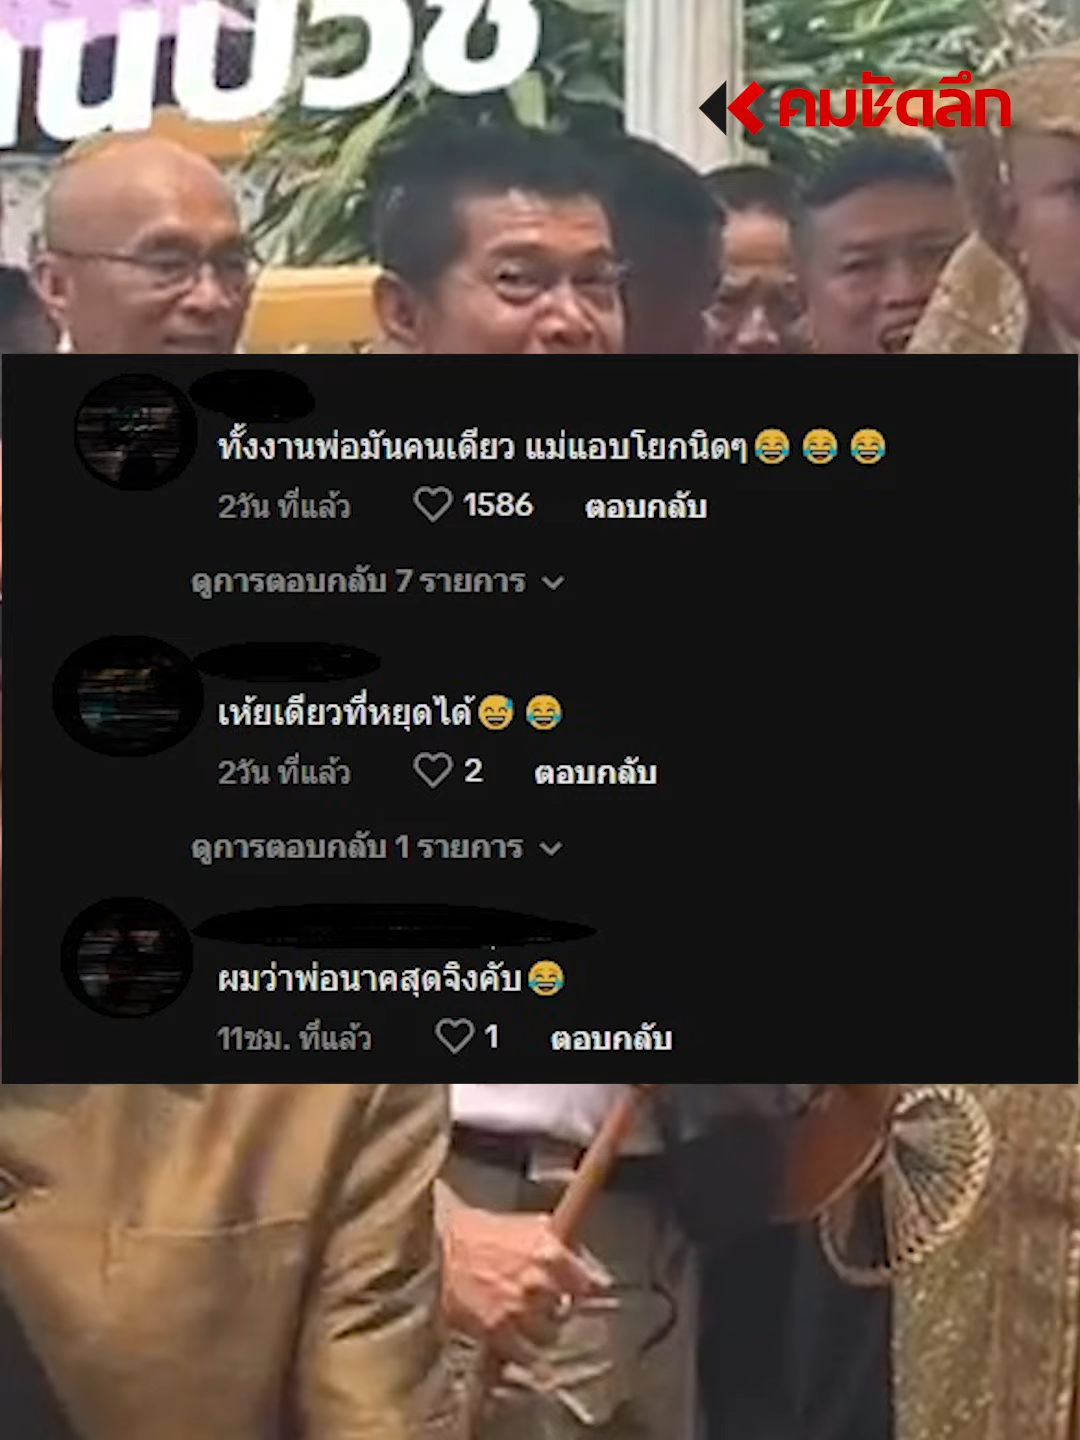 านบวช
คมชัดลึก
ทั้งงานพ่อมันคนเดียว แม่แอบโยกนิดๆ😂😂😂
2วัน ที่แล้ว 1586 ตอบกลับ
ดูการตอบกลับ 7 รายการ
เห้ยเดียวที่หยุดได้😅😂
2วัน ที่แล้ว 2 ตอบกลับ
ดูการตอบกลับ 1 รายการ
ผมว่าพ่อนาคสุดจิงคับ😂
11ชม. ที่แล้ว 1 ตอบกลับ